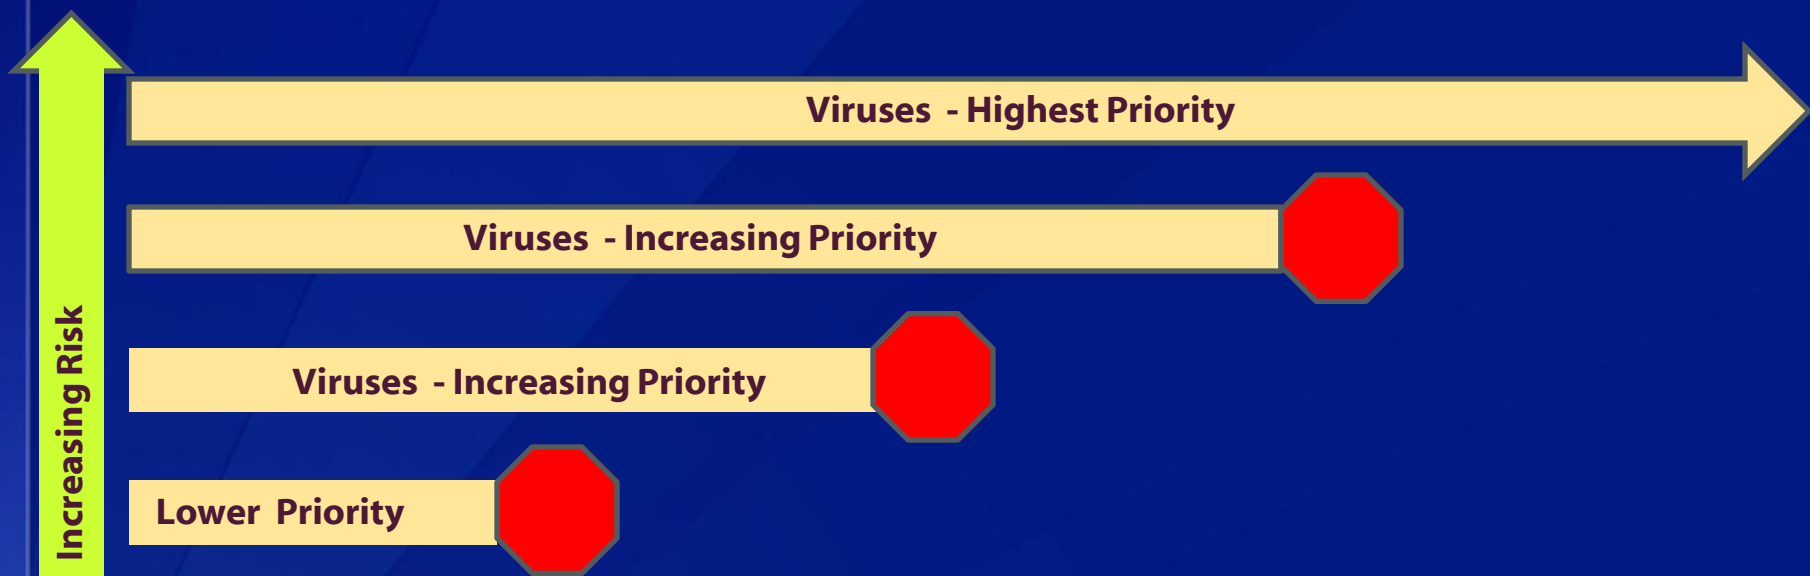 Viruses - Highest Priority
Viruses - Increasing Priority
Viruses - Increasing Priority
Lower Priority
Increasing Risk